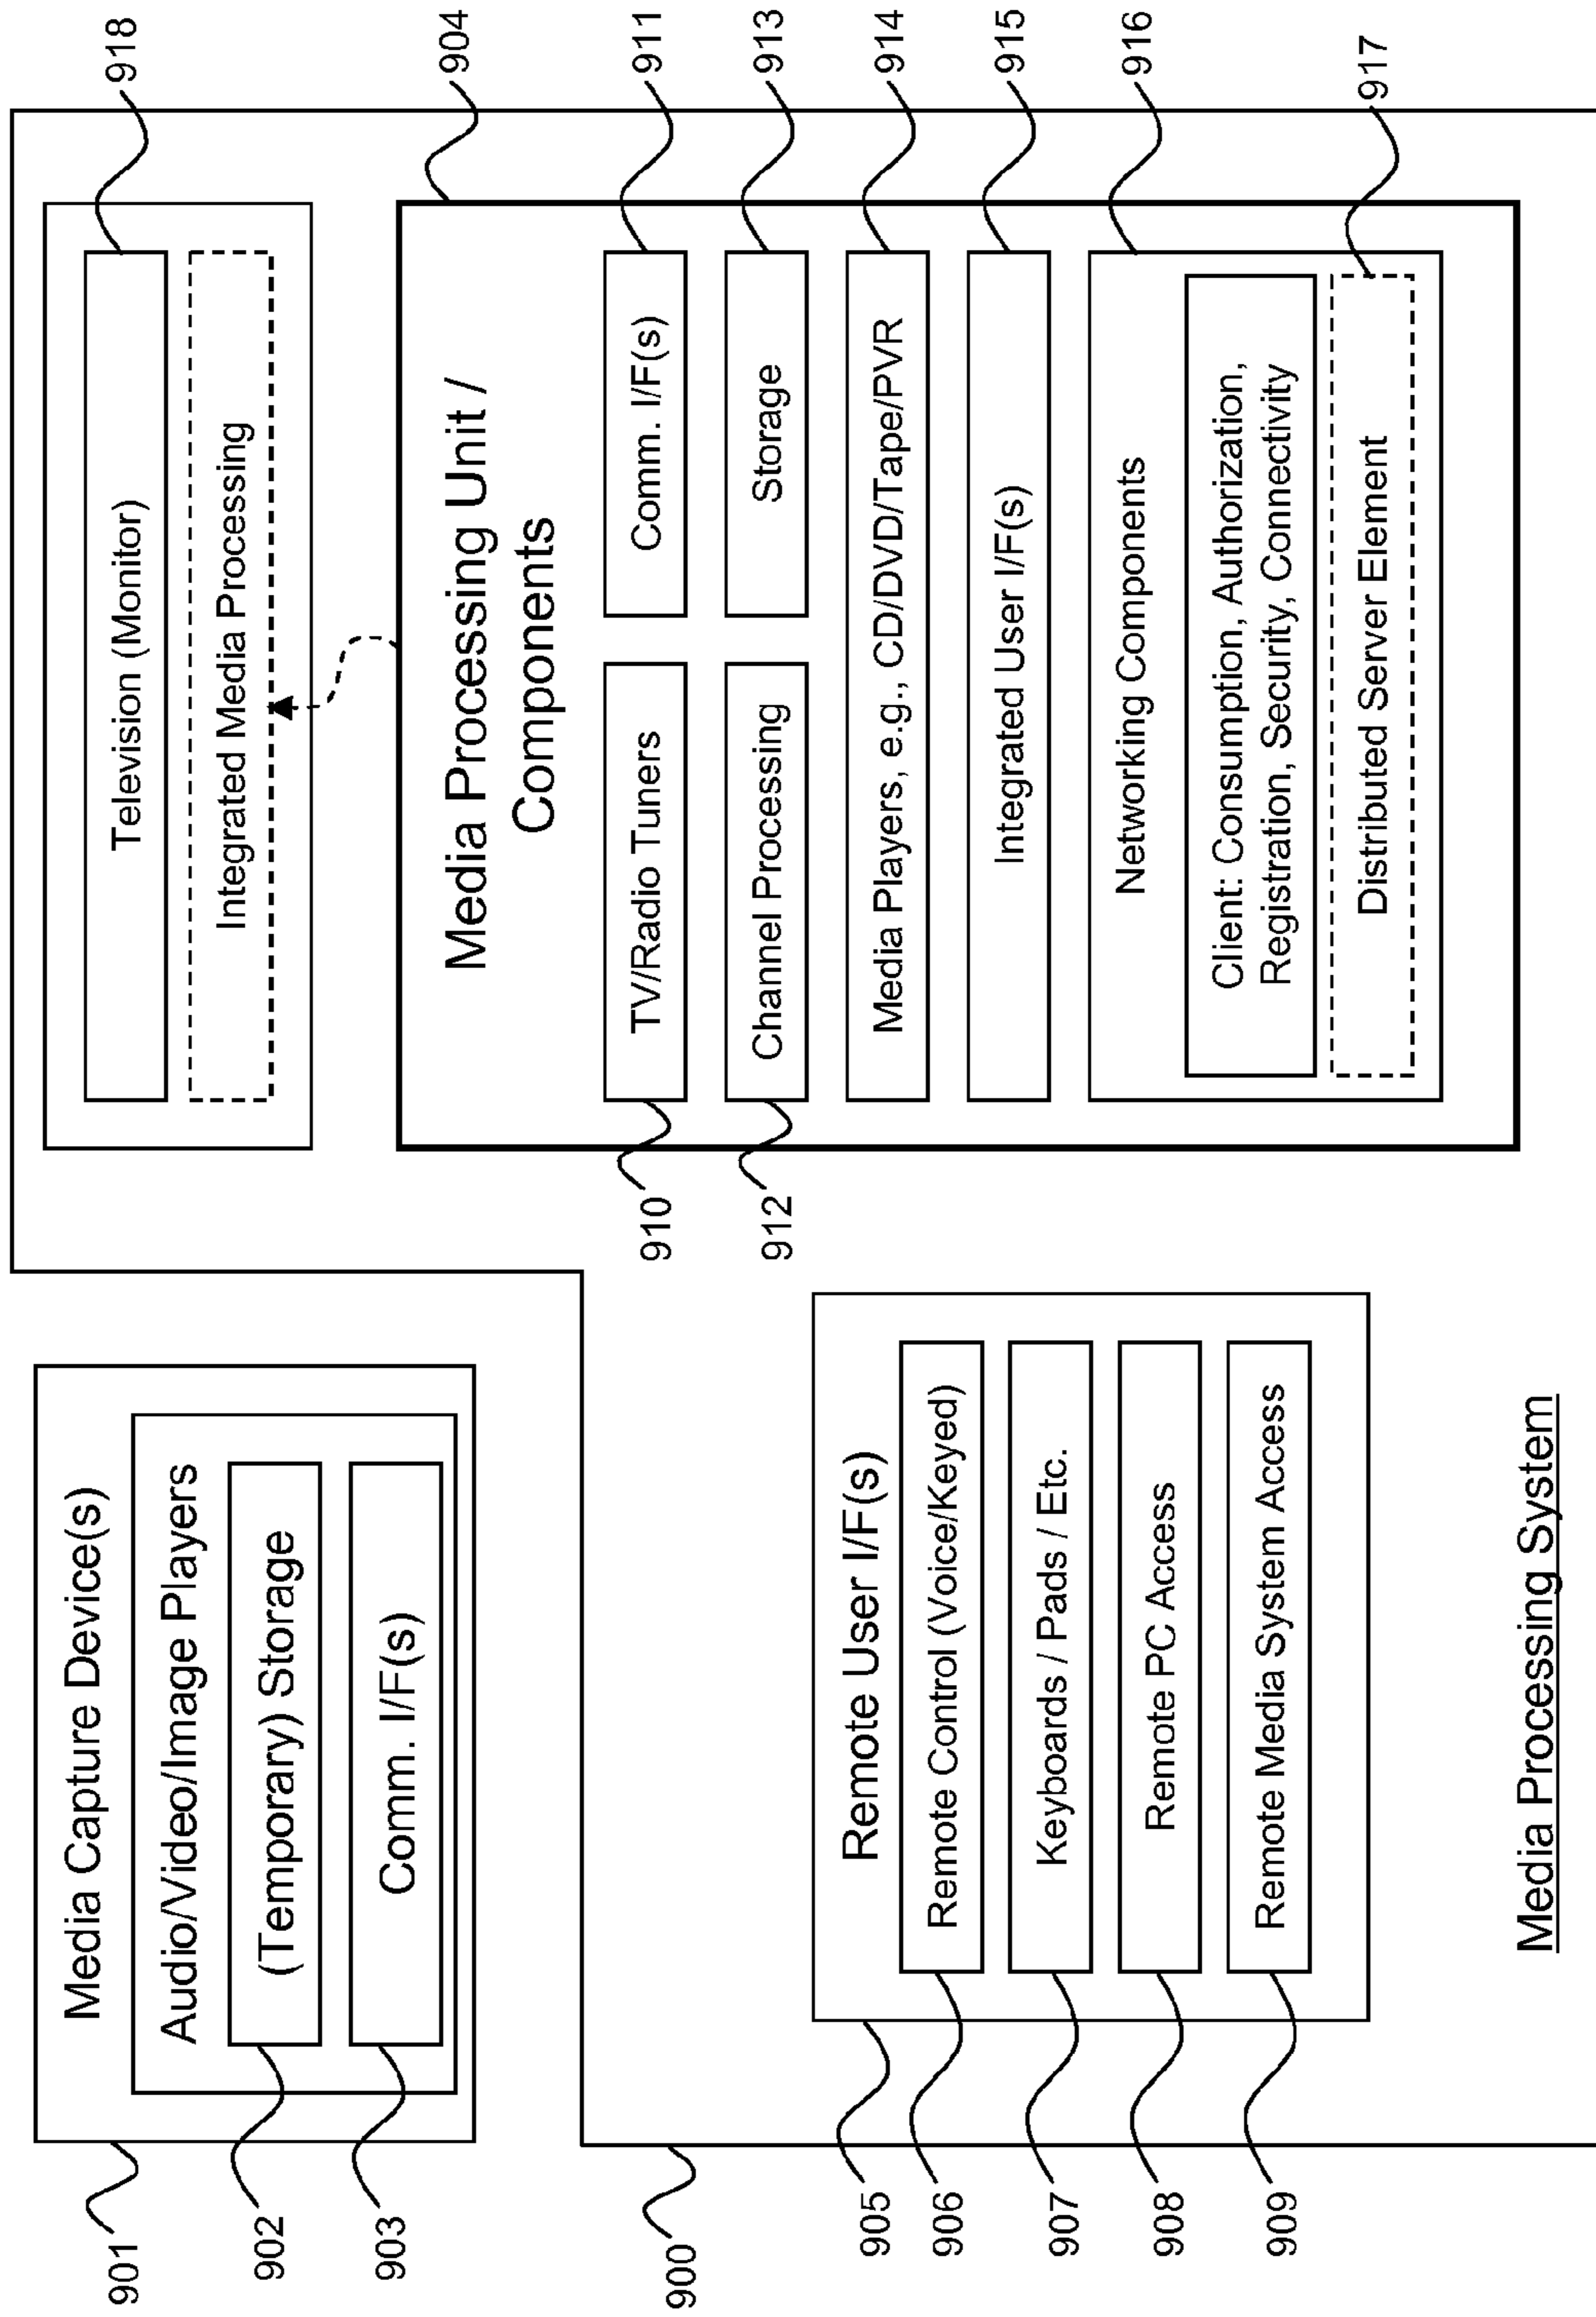 901
Media Capture Device(s)
Audio/Video/Image Players
902
(Temporary) Storage
903
Comm. I/F(s)
900
905
Remote User I/F(s)
906
Remote Control (Voice/Keyed)
907
Keyboards / Pads / Etc.
908
Remote PC Access
909
Remote Media System Access
Media Processing System
Television (Monitor)
918
Integrated Media Processing
904
Media Processing Unit /
Components
910
TV/Radio Tuners
Comm. I/F(s)
911
912
Channel Processing
Storage
913
Media Players, e.g., CD/DVD/Tape/PVR
914
Integrated User I/F(s)
915
Networking Components
916
Client: Consumption, Authorization,
Registration, Security, Connectivity
Distributed Server Element
917